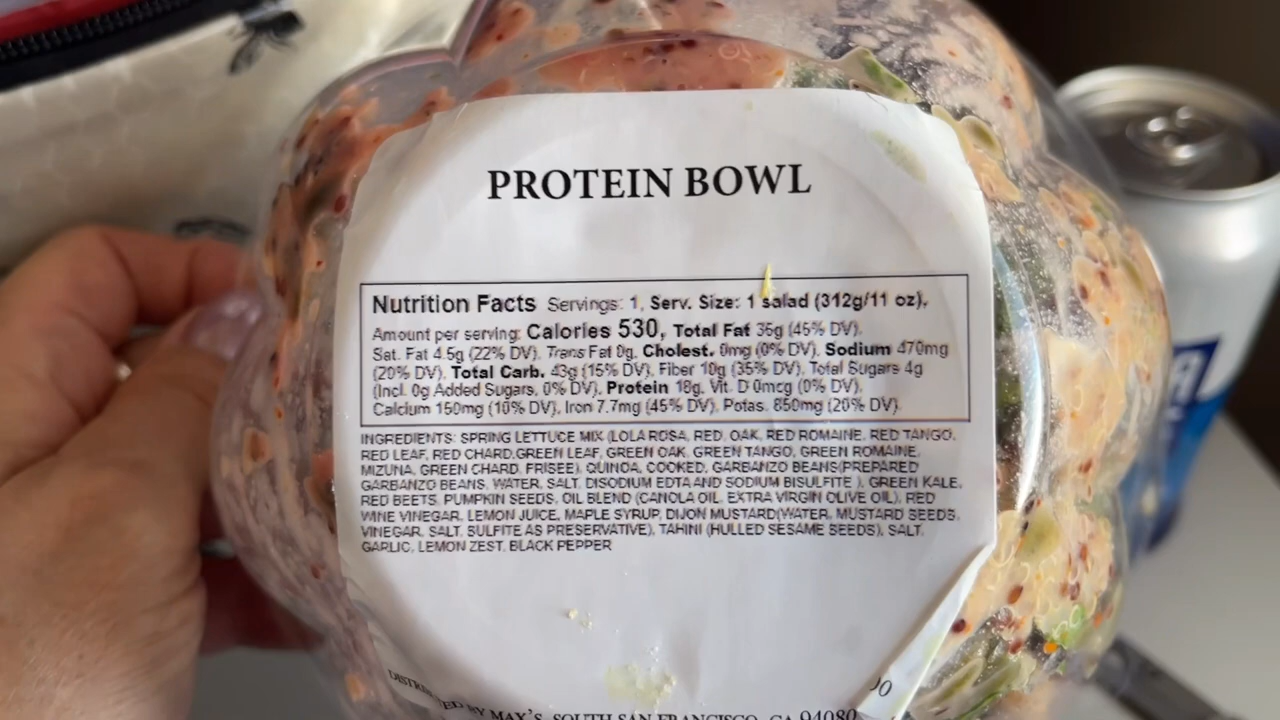 PROTEIN BOWL
Nutrition Facts Servings: 1, Serv. Size: 1 salad (312g/11 oz),
Amount per serving: Calories 530, Total Fat 35g (45% DV),
Sat. Fat 4.5g (22% DV), Trans Fat 0g, Cholest. 0mg (0% DV), Sodium 470mg
(20% DV), Total Carb. 43g (15% DV), Fiber 10g (35% DV), Total Sugars 4g
(Incl. 0g Added Sugars, 0% DV), Protein 18g, Vit. D 0mcg (0% DV),
Calcium 150mg (10% DV), Iron 7.7mg (45% DV), Potas. 850mg (20% DV).
INGREDIENTS: SPRING LETTUCE MIX (LOLA ROSA, RED, OAK, RED ROMAINE, RED TANGO,
RED LEAF, RED CHARD,GREEN LEAF, GREEN OAK, GREEN TANGO, GREEN ROMAINE,
MIZUNA, GREEN CHARD, FRISEE), QUINOA, COOKED, GARBANZO BEANS(PREPARED
GARBANZO BEANS, WATER, SALT, DISODIUM EDTA AND SODIUM BISULFITE ), GREEN KALE,
RED BEETS, PUMPKIN SEEDS, OIL BLEND (CANOLA OIL, EXTRA VIRGIN OLIVE OIL), RED
WINE VINEGAR, LEMON JUICE, MAPLE SYRUP, DIJON MUSTARD(WATER, MUSTARD SEEDS,
VINEGAR, SALT, SULFITE AS PRESERVATIVE), TAHINI (HULLED SESAME SEEDS), SALT,
GARLIC, LEMON ZEST, BLACK PEPPER
BY MAX'S, SOUTH SAN FRANCISCO, CA 94080